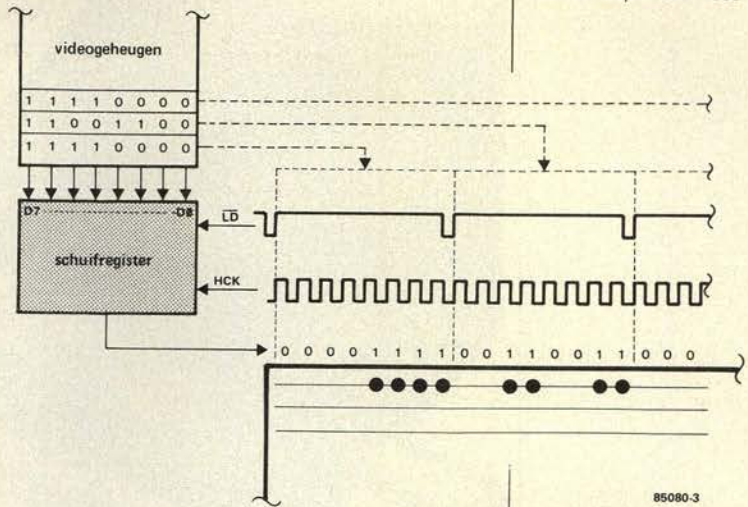 videogeheugen
1 1 1 1 0 0 0 0
1 1 0 0 1 1 0 0
1 1 1 1 0 0 0 0
D7 D0
LD
schuifregister
HCK
0 0 0 0 1 1 1 1 0 0 1 1 0 0 1 1 0 0 0
85080-3